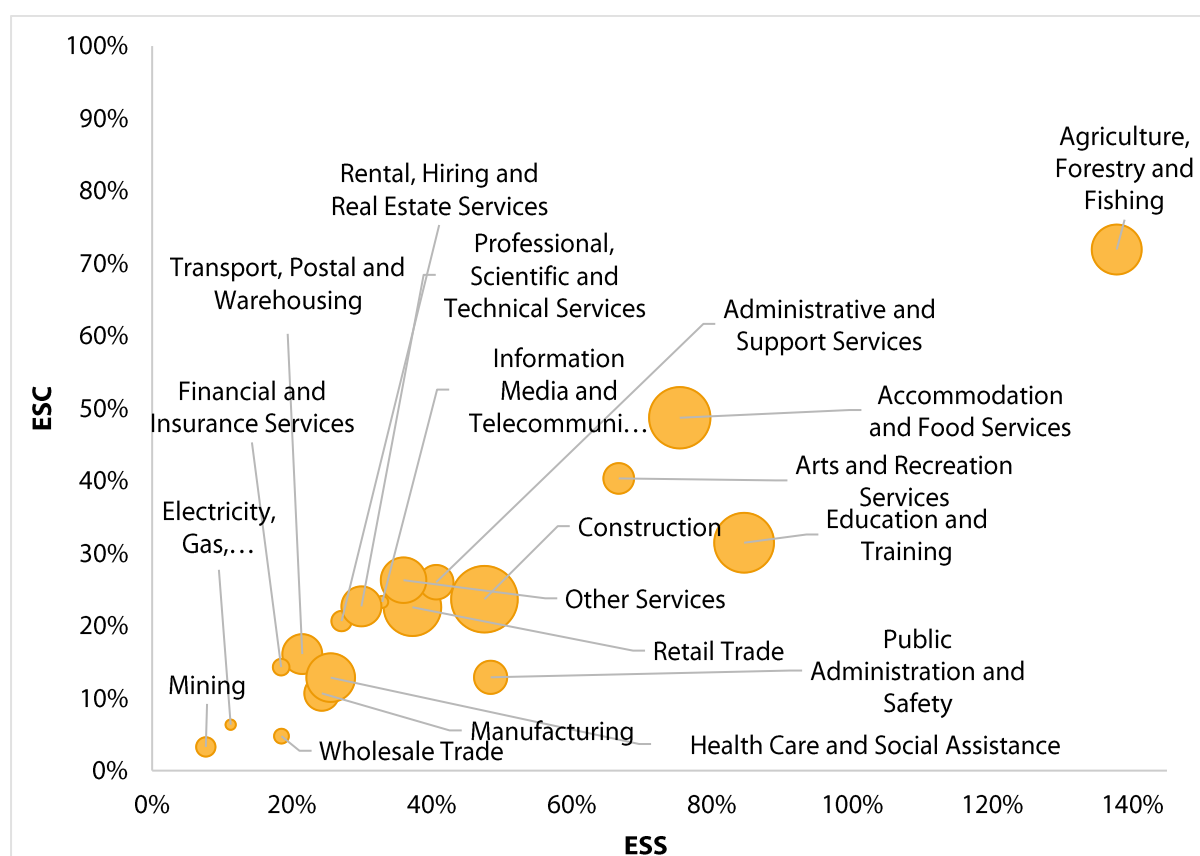 100%
90%
80%
70%
60%
50%
40%
30%
20%
10%
0%
ESC
0%
20%
40%
60%
80%
100%
120%
140%
ESS
Agriculture,
Forestry and
Fishing
Rental, Hiring and
Real Estate Services
Professional,
Scientific and
Technical Services
Transport, Postal and
Warehousing
Administrative and
Support Services
Information
Media and
Telecommuni…
Financial and
Insurance Services
Accommodation
and Food Services
Arts and Recreation
Services
Electricity,
Gas,…
Construction
Education and
Training
Other Services
Retail Trade
Public
Administration and
Safety
Mining
Manufacturing
Wholesale Trade
Health Care and Social Assistance